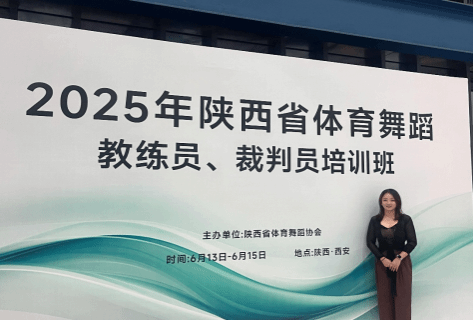 2025年陕西省体育舞蹈
教练员、裁判员培训班
主办单位:陕西省体育舞蹈协会
时间:6月13日-6月15日 地点:陕西·西安